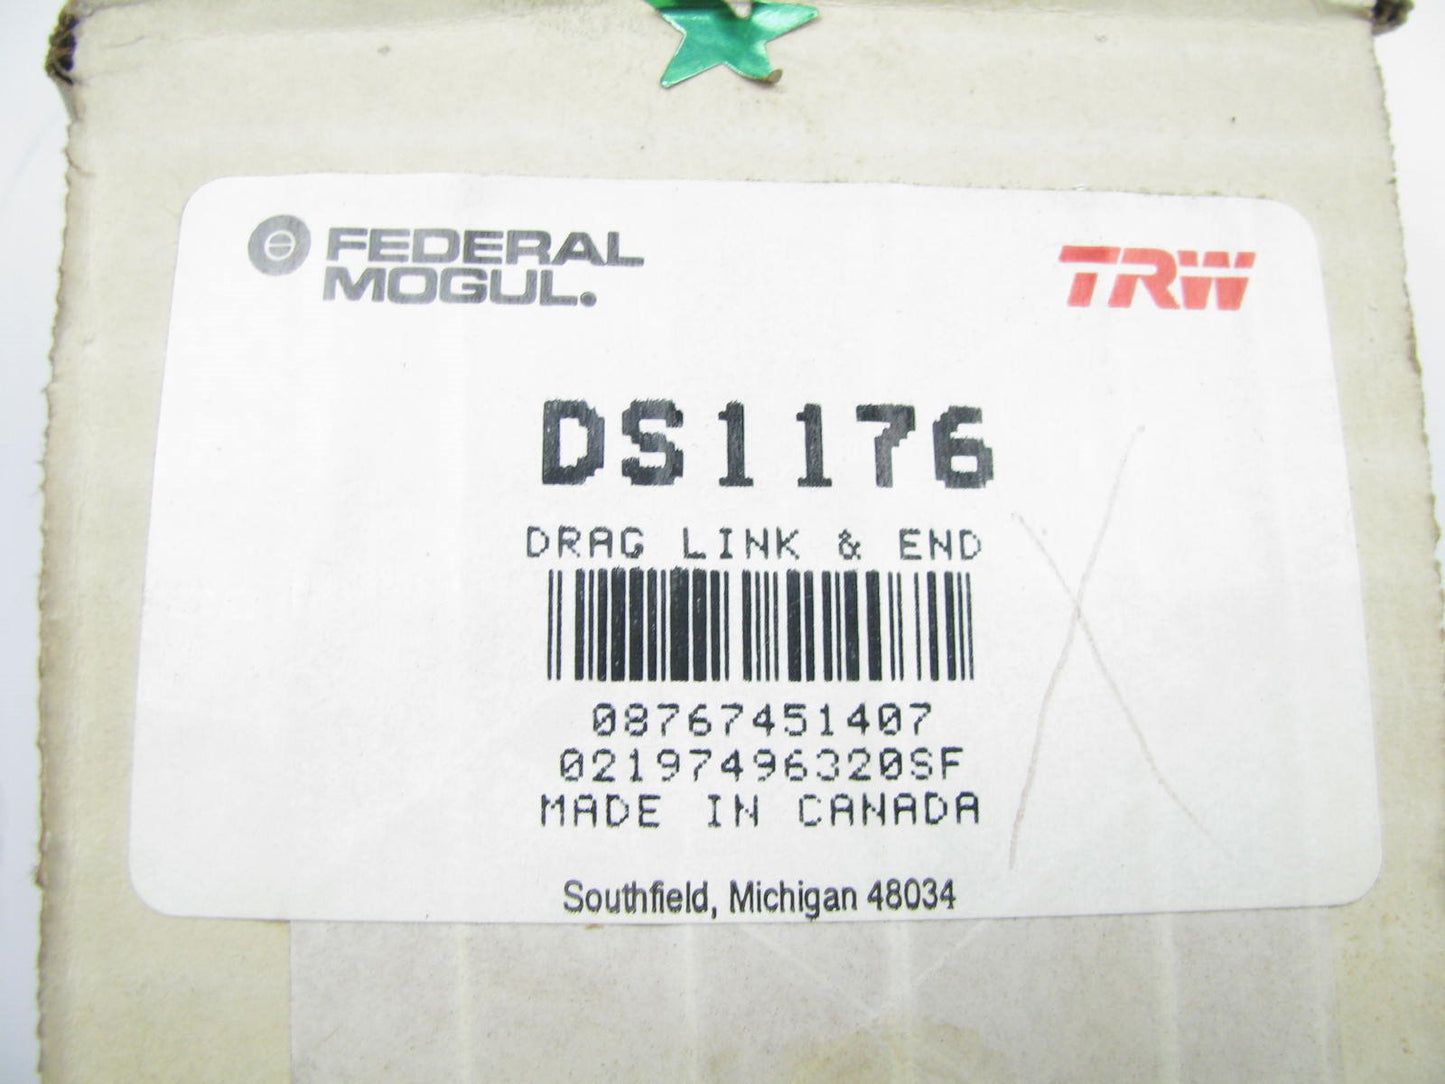 FEDERAL
MOGUL.
TRW
DS1176
DRAG LINK & END
08767451407
02197496320SF
MADE IN CANADA
Southfield, Michigan 48034